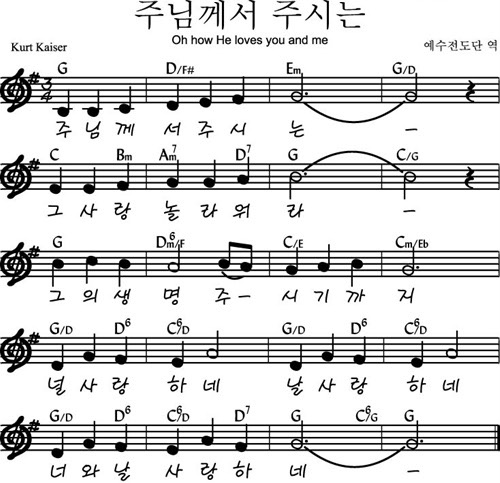 주님께서 주시는
Oh how He loves you and me
Kurt Kaiser 예수전도단 역
G D/F# Em G/D
3/4
주님께 서주시 는 -
C Bm Am7 D7 G C/G
그사랑 놀라워 라 -
G Dm6/F C/E Cm/Eb
그의생 명주- 시기까 지
G/D D6 C6/D G/D D6 C6/D
널사랑 하네 날사랑 하네
G/D D6 C6/D D7 G C6/G G
너와날 사랑하 네 -